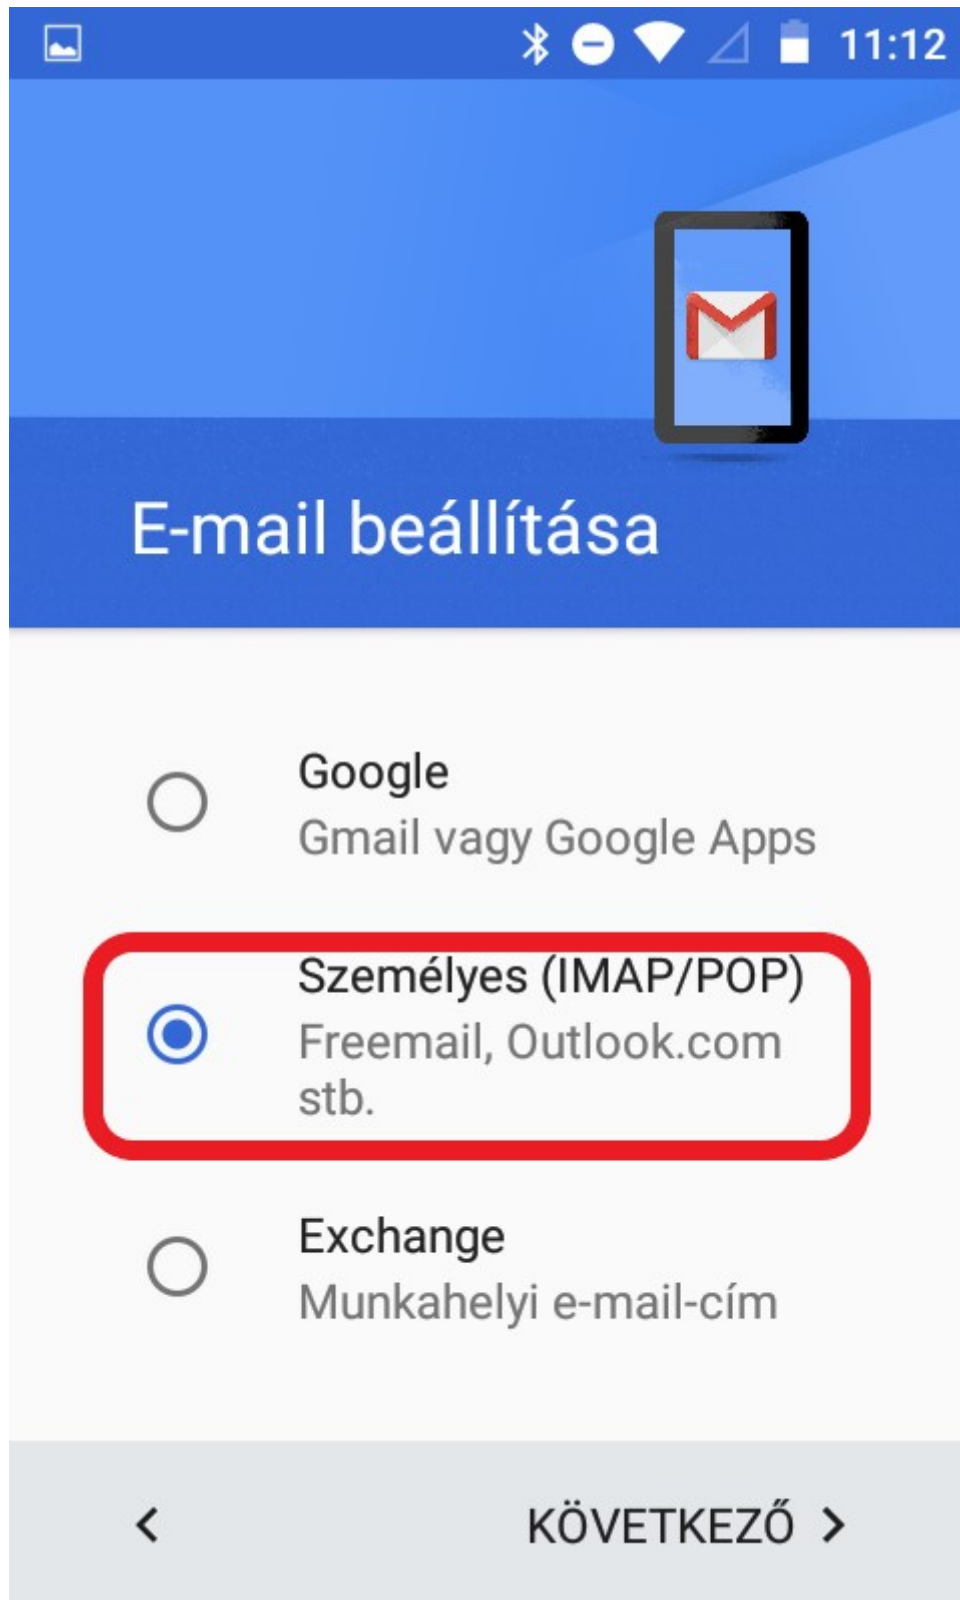 11:12
E-mail beállítása
Google
Gmail vagy Google Apps
Személyes (IMAP/POP)
Freemail, Outlook.com
stb.
Exchange
Munkahelyi e-mail-cím
KÖVETKEZŐ